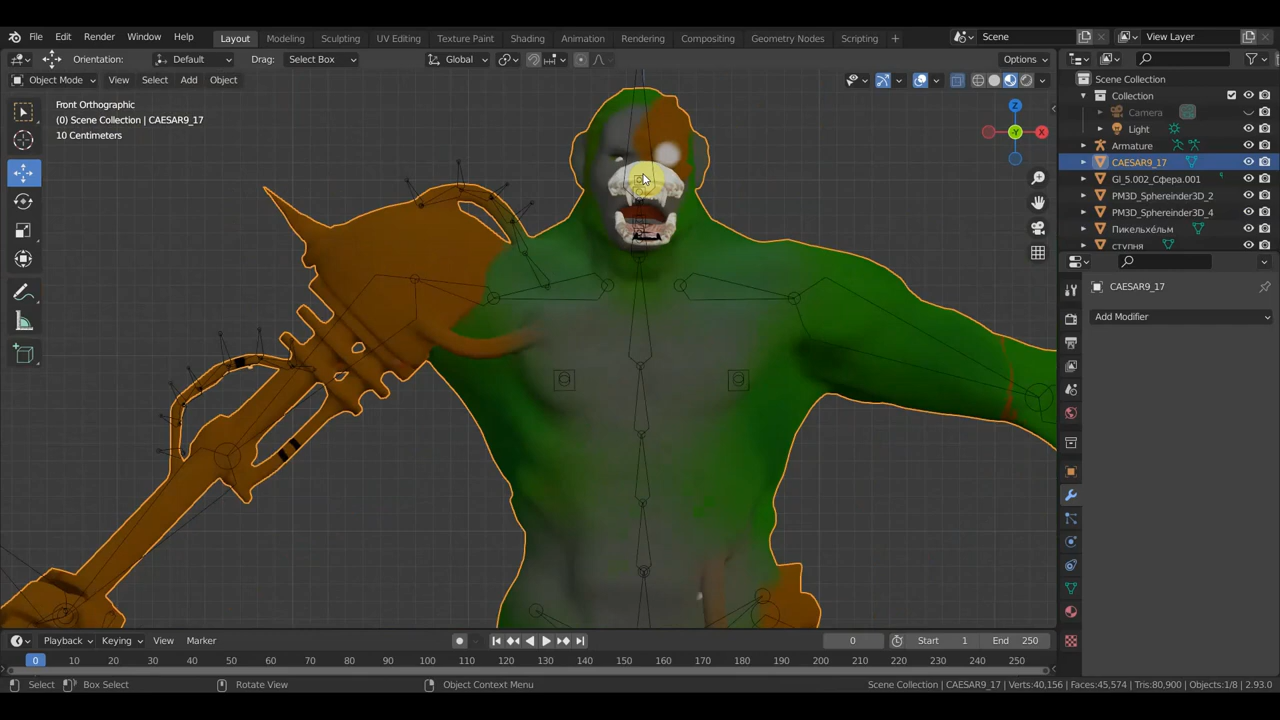 File Edit Render Window Help Layout Modeling Sculpting UV Editing Texture Paint Shading Animation Rendering Compositing Geometry Nodes Scripting + Scene View Layer
Orientation: Default Drag: Select Box Global Options
Object Mode View Select Add Object
Front Orthographic
(0) Scene Collection | CAESAR9_17
10 Centimeters
Z
Y
X
Scene Collection
Collection
Camera
Light
Armature
CAESAR9_17
GI_5.002_Сфера.001
PM3D_Sphereinder3D_2
PM3D_Sphereinder3D_4
Пикельхéльм
ступня
CAESAR9_17
Add Modifier
Playback Keying View Marker 0 Start 1 End 250
0 10 20 30 40 50 60 70 80 90 100 110 120 130 140 150 160 170 180 190 200 210 220 230 240 250
Select Box Select Rotate View Object Context Menu Scene Collection | CAESAR9_17 | Verts:40,156 | Faces:45,574 | Tris:80,900 | Objects:1/8 | 2.93.0